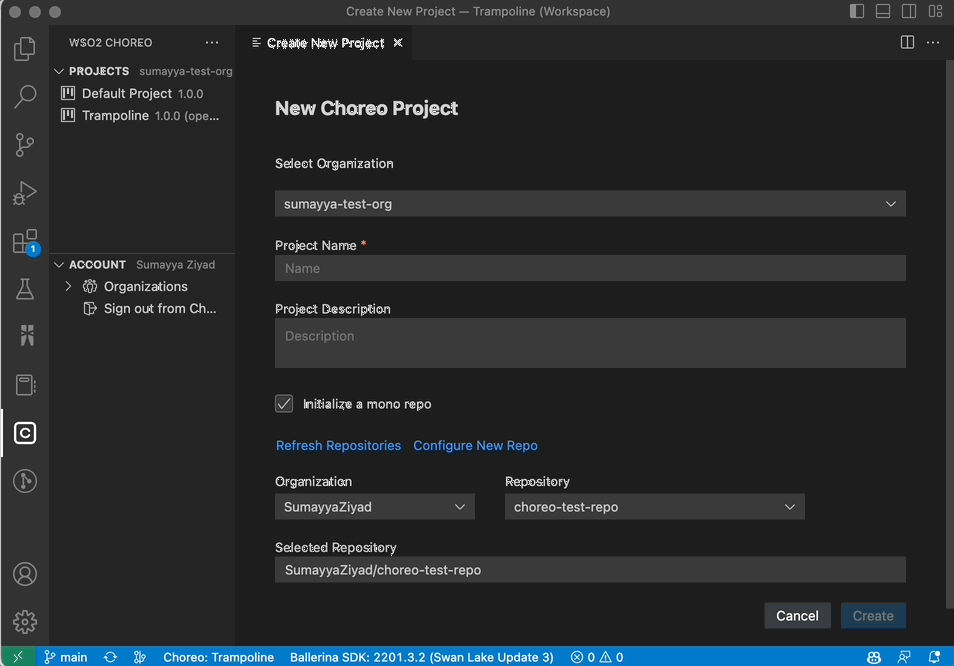 Create New Project — Trampoline (Workspace)
WSO2 CHOREO
Create New Project
PROJECTS sumayya-test-org
Default Project 1.0.0
Trampoline 1.0.0 (ope...
New Choreo Project
Select Organization
sumayya-test-org
Project Name *
Name
Project Description
Description
1
ACCOUNT Sumayya Ziyad
Organizations
Sign out from Ch...
Initialize a mono repo
Refresh Repositories Configure New Repo
Organization Repository
SumayyaZiyad choreo-test-repo
Selected Repository
SumayyaZiyad/choreo-test-repo
Cancel Create
main Choreo: Trampoline Ballerina SDK: 2201.3.2 (Swan Lake Update 3) 0 0